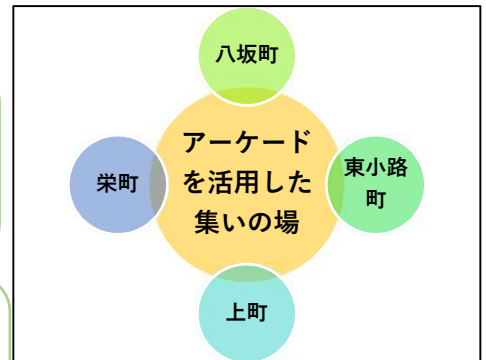 八坂町
アーケード
を活用した
集いの場
栄町
東小路
町
上町